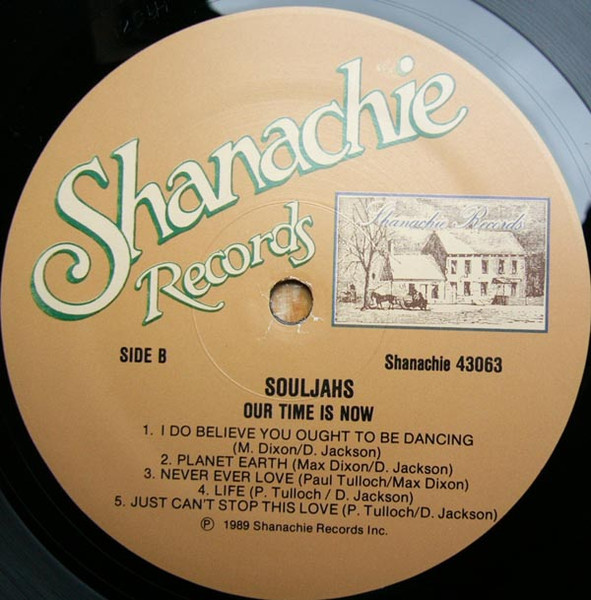 Shanachie
Records
Shanachie Records
SIDE B
Shanachie 43063
SOULJAHS
OUR TIME IS NOW
1. I DO BELIEVE YOU OUGHT TO BE DANCING
(M. Dixon/D. Jackson)
2. PLANET EARTH (Max Dixon/D. Jackson)
3. NEVER EVER LOVE (Paul Tulloch/Max Dixon)
4. LIFE (P. Tulloch / D. Jackson)
5. JUST CAN'T STOP THIS LOVE (P. Tulloch/D. Jackson)
Ⓟ 1989 Shanachie Records Inc.